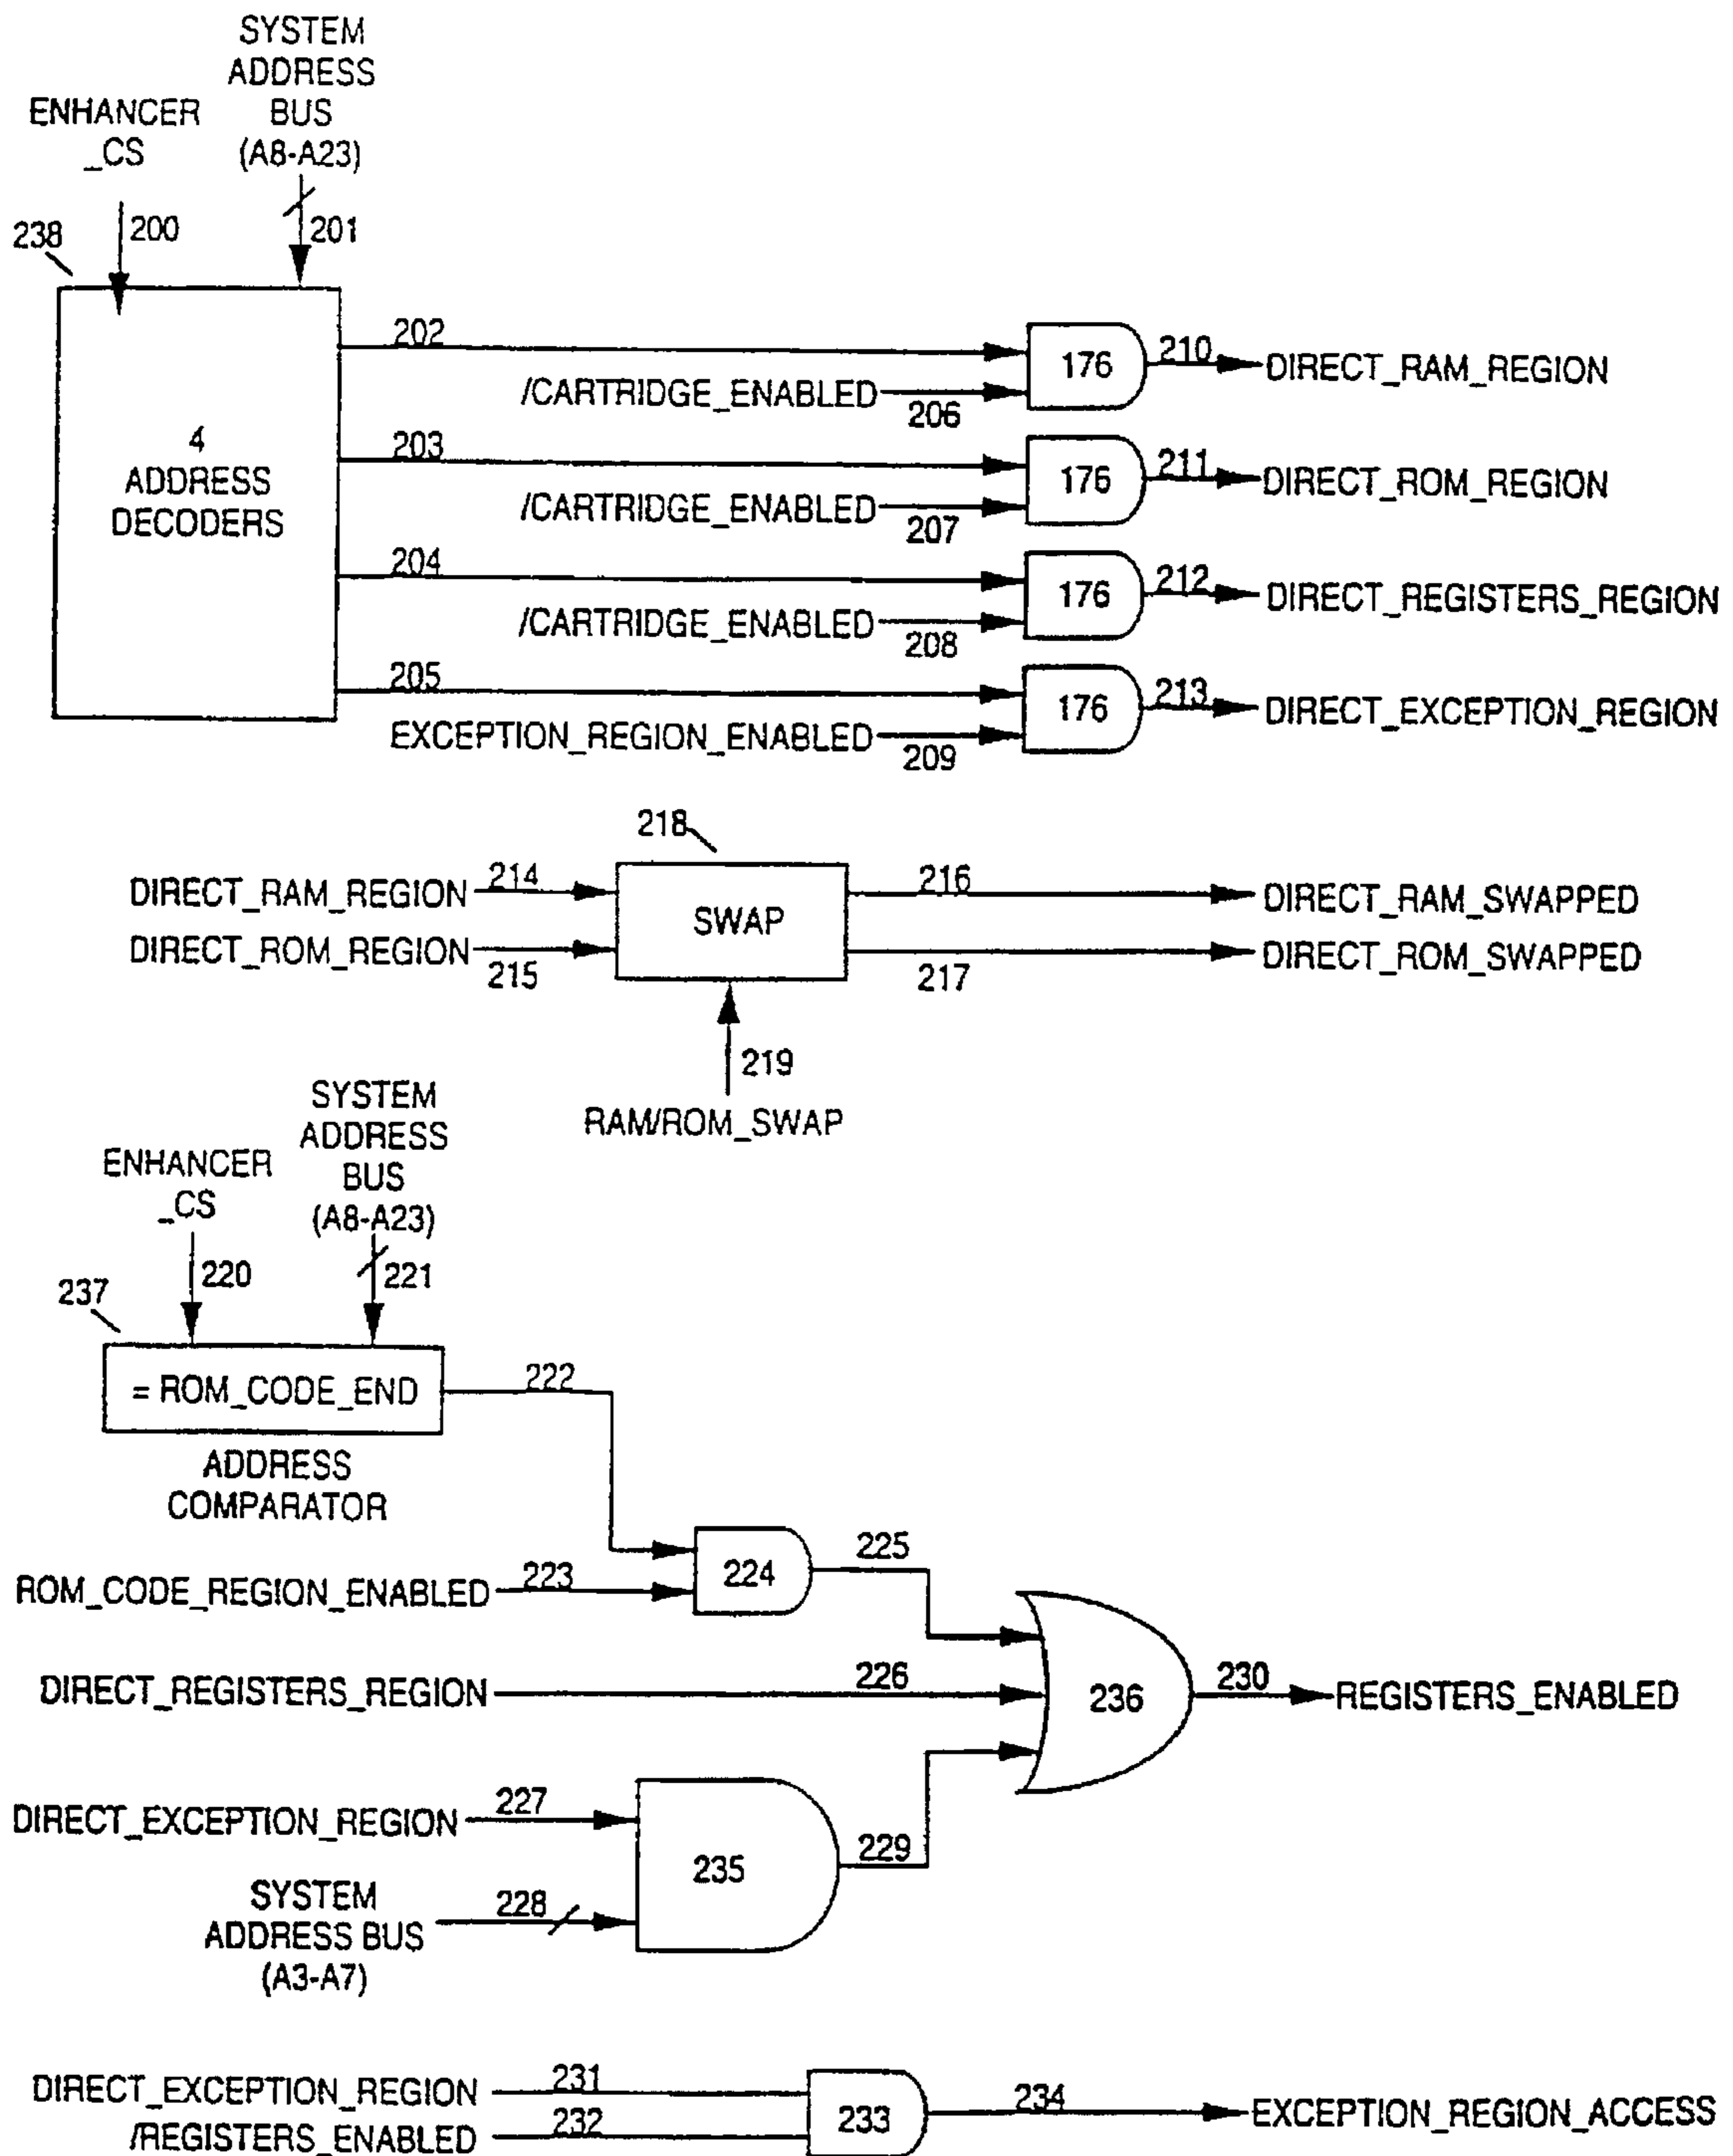 SYSTEM
ADDRESS
BUS
(A8-A23)
ENHANCER
_CS
200
201
238
4
ADDRESS
DECODERS
202
/CARTRIDGE_ENABLED
206
176
210
DIRECT_RAM_REGION
203
/CARTRIDGE_ENABLED
207
176
211
DIRECT_ROM_REGION
204
/CARTRIDGE_ENABLED
208
176
212
DIRECT_REGISTERS_REGION
205
EXCEPTION_REGION_ENABLED
209
176
213
DIRECT_EXCEPTION_REGION
218
DIRECT_RAM_REGION
214
DIRECT_ROM_REGION
215
SWAP
216
DIRECT_RAM_SWAPPED
217
DIRECT_ROM_SWAPPED
219
RAM/ROM_SWAP
SYSTEM
ADDRESS
BUS
(A8-A23)
ENHANCER
_CS
220
221
237
= ROM_CODE_END
222
ADDRESS
COMPARATOR
ROM_CODE_REGION_ENABLED
223
224
225
DIRECT_REGISTERS_REGION
226
236
230
REGISTERS_ENABLED
DIRECT_EXCEPTION_REGION
227
235
229
SYSTEM
ADDRESS BUS
(A3-A7)
228
DIRECT_EXCEPTION_REGION
231
/REGISTERS_ENABLED
232
233
234
EXCEPTION_REGION_ACCESS